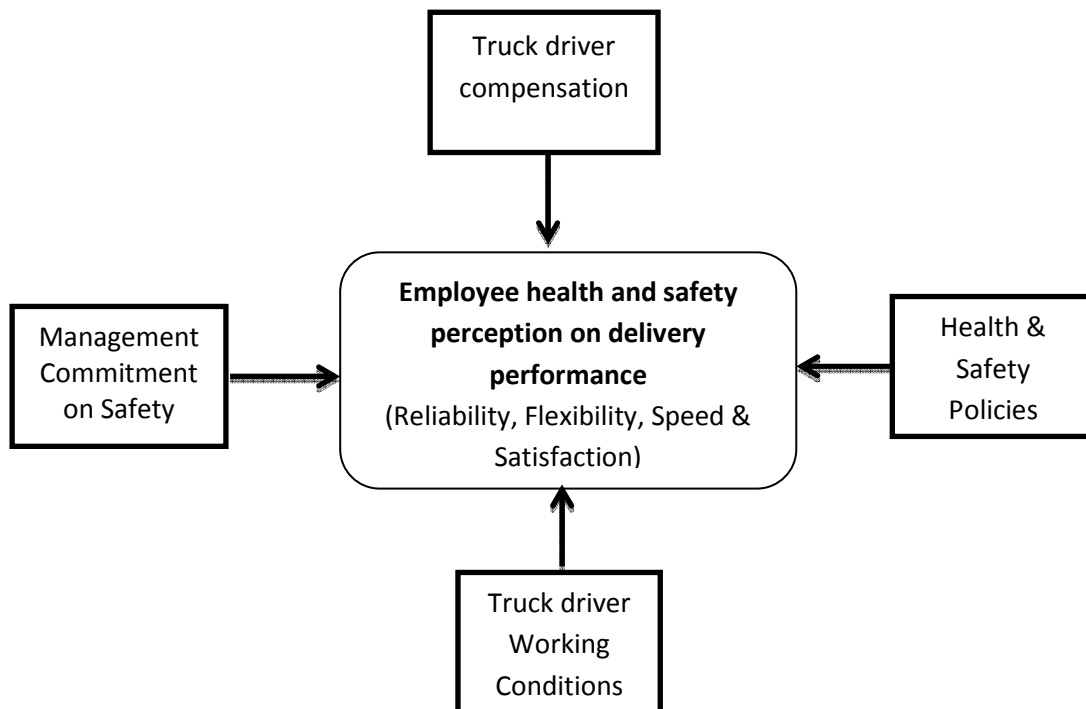 Truck driver
compensation
Employee health and safety
perception on delivery
performance
(Reliability, Flexibility, Speed &
Satisfaction)
Management
Commitment
on Safety
Health &
Safety
Policies
Truck driver
Working
Conditions